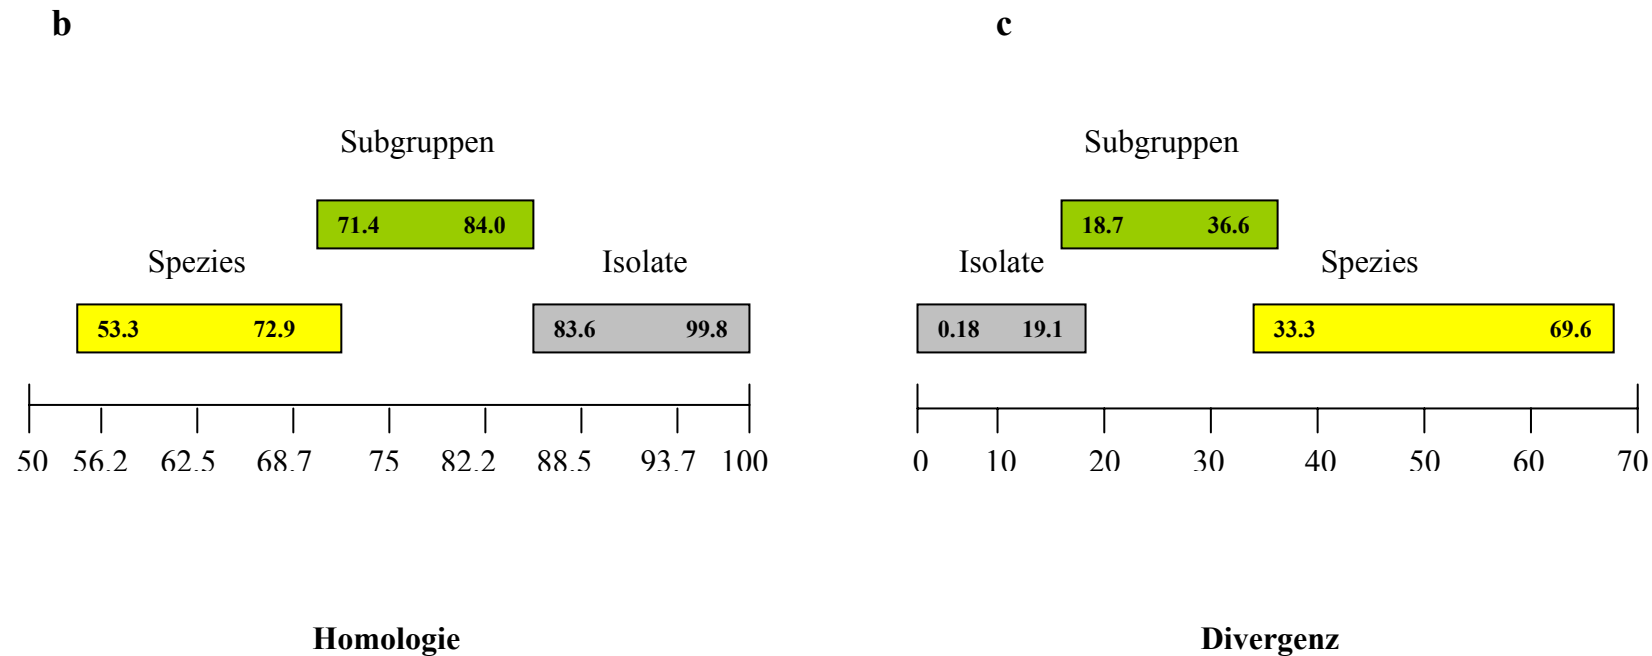 b
Subgruppen
71.4 84.0
Spezies Isolate
53.3 72.9 83.6 99.8
50 56.2 62.5 68.7 75 82.2 88.5 93.7 100
Homologie
c
Subgruppen
18.7 36.6
Isolate Spezies
0.18 19.1 33.3 69.6
0 10 20 30 40 50 60 70
Divergenz